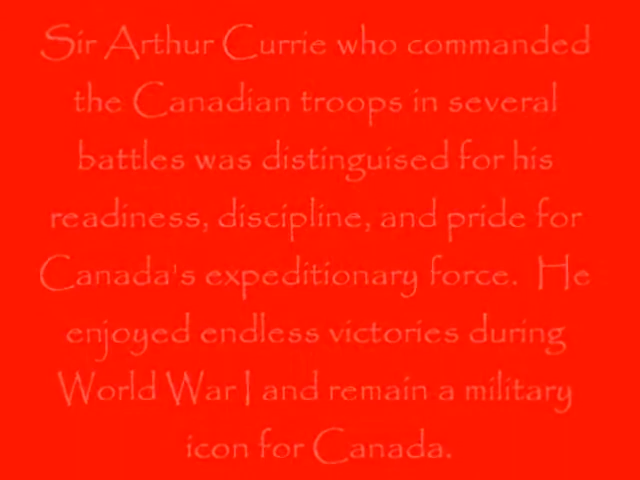 Sir Arthur Currie who commanded
the Canadian troops in several
battles was distinguised for his
readiness, discipline, and pride for
Canada's expeditionary force. He
enjoyed endless victories during
World War I and remain a military
icon for Canada.